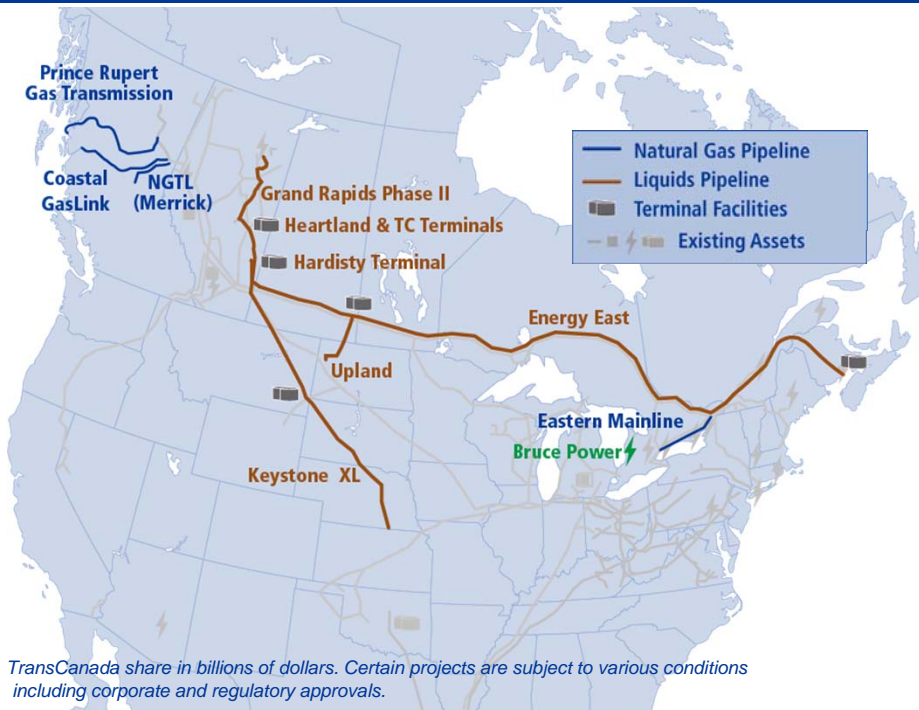 Prince Rupert
Gas Transmission
Coastal
GasLink
NGTL
(Merrick)
Grand Rapids Phase II
Heartland & TC Terminals
Hardisty Terminal
Natural Gas Pipeline
Liquids Pipeline
Terminal Facilities
Existing Assets
Energy East
Upland
Eastern Mainline
Bruce Power
Keystone XL
TransCanada share in billions of dollars. Certain projects are subject to various conditions
including corporate and regulatory approvals.